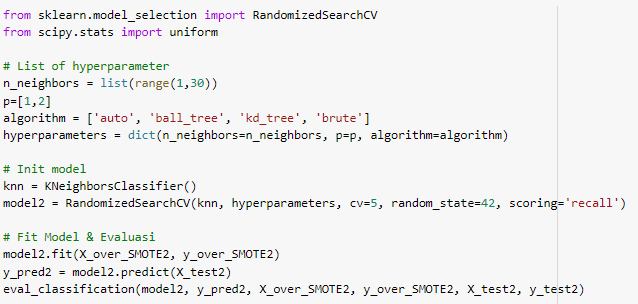 from sklearn.model_selection import RandomizedSearchCV
from scipy.stats import uniform
# List of hyperparameter
n_neighbors = list(range(1,30))
p=[1,2]
algorithm = ['auto', 'ball_tree', 'kd_tree', 'brute']
hyperparameters = dict(n_neighbors=n_neighbors, p=p, algorithm=algorithm)
# Init model
knn = KNeighborsClassifier()
model2 = RandomizedSearchCV(knn, hyperparameters, cv=5, random_state=42, scoring='recall')
# Fit Model & Evaluasi
model2.fit(X_over_SMOTE2, y_over_SMOTE2)
y_pred2 = model2.predict(X_test2)
eval_classification(model2, y_pred2, X_over_SMOTE2, y_over_SMOTE2, X_test2, y_test2)